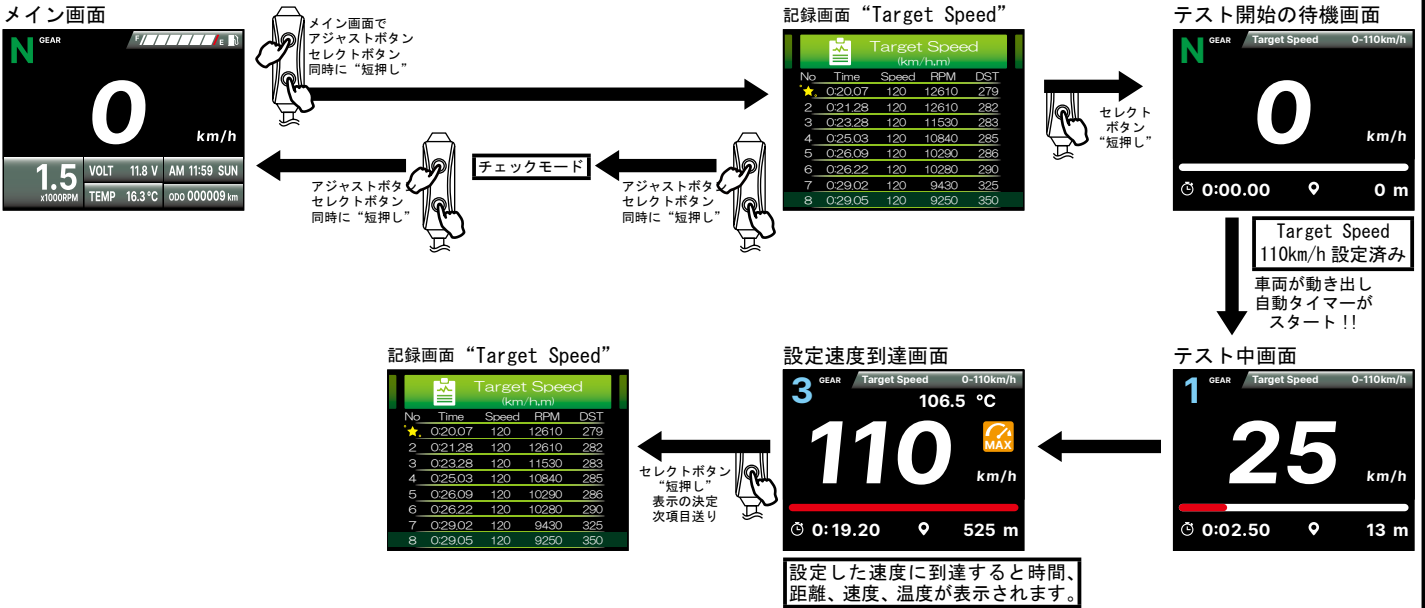 メイン画面
N GEAR F E
0
km/h
1.5 x1000RPM VOLT 11.8 V AM 11:59 SUN
TEMP 16.3℃ ODO 000009 km
メイン画面で
アジャストボタン
セレクトボタン
同時に“短押し”
記録画面 “Target Speed”
Target Speed
(km/h,m)
No Time Speed RPM DST
0:20.07 120 12610 279
2 0:21.28 120 12610 282
3 0:23.28 120 11530 283
4 0:25.03 120 10840 285
5 0:26.09 120 10290 286
6 0:26.22 120 10280 290
7 0:29.02 120 9430 325
8 0:29.05 120 9250 350
セレクト
ボタン
“短押し”
テスト開始の待機画面
N GEAR Target Speed 0-110km/h
0
km/h
0:00.00 0 m
アジャストボタ
セレクトボタン
同時に“短押し”
チェックモード
アジャストボタ
セレクトボタン
同時に“短押し”
Target Speed
110km/h 設定済み
車両が動き出し
自動タイマーが
スタート!!
テスト中画面
1 GEAR Target Speed 0-110km/h
25
km/h
0:02.50 13 m
設定速度到達画面
3 GEAR Target Speed 0-110km/h
106.5 ℃
110
MAX
km/h
0:19.20 525 m
設定した速度に到達すると時間、
距離、速度、温度が表示されます。
セレクトボタン
“短押し”
表示の決定
次項目送り
記録画面 “Target Speed”
Target Speed
(km/h,m)
No Time Speed RPM DST
0:20.07 120 12610 279
2 0:21.28 120 12610 282
3 0:23.28 120 11530 283
4 0:25.03 120 10840 285
5 0:26.09 120 10290 286
6 0:26.22 120 10280 290
7 0:29.02 120 9430 325
8 0:29.05 120 9250 350